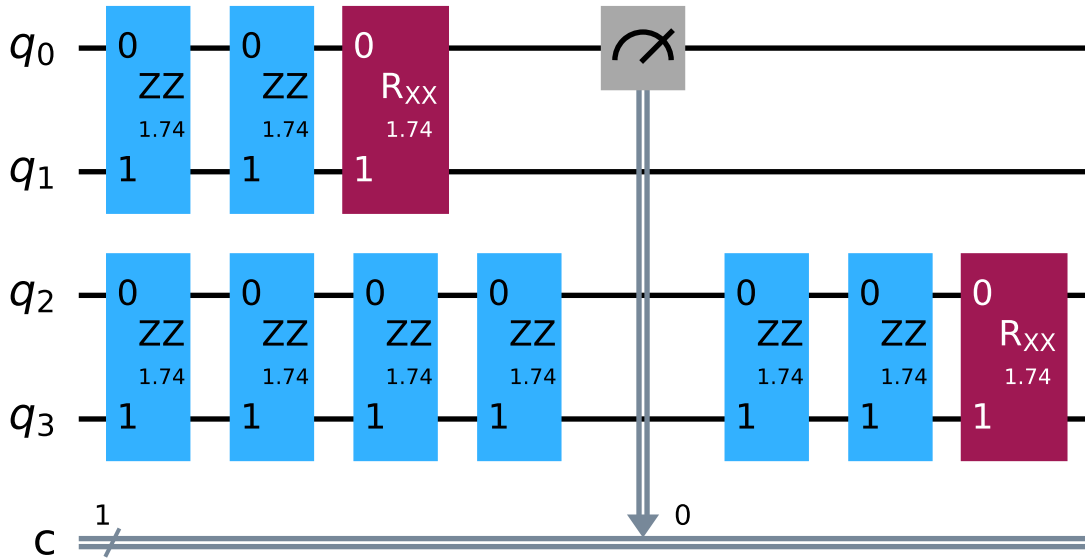 q0 0 0 0
ZZ ZZ RXX
1.74 1.74 1.74
q1 1 1 1
q2 0 0 0 0 0 0 0
ZZ ZZ ZZ ZZ ZZ ZZ RXX
1.74 1.74 1.74 1.74 1.74 1.74 1.74
q3 1 1 1 1 1 1 1
1 0
c